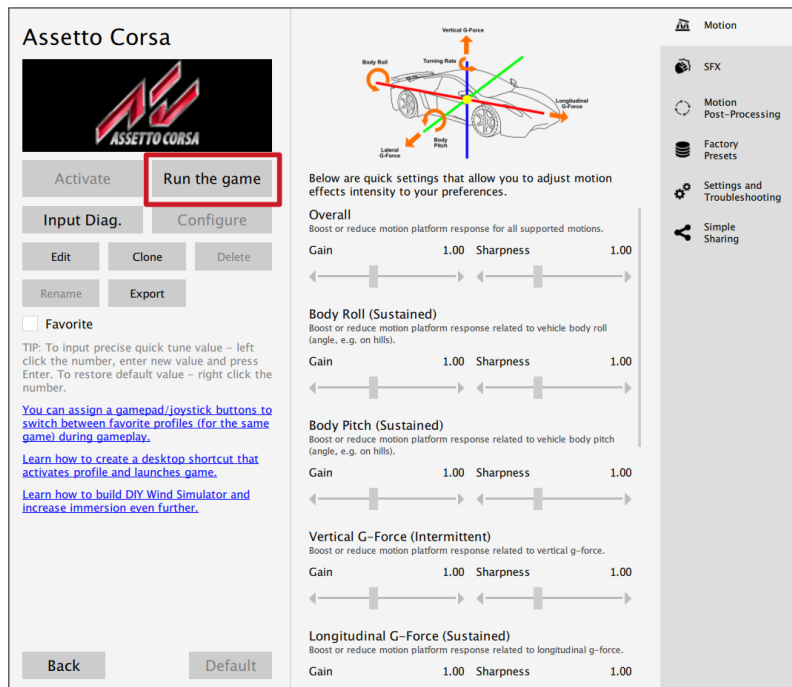 Assetto Corsa
ASSETTO CORSA
Activate
Run the game
Input Diag.
Configure
Edit
Clone
Delete
Rename
Export
Favorite
TIP: To input precise quick tune value – left
click the number, enter new value and press
Enter. To restore default value – right click the
number.
You can assign a gamepad/joystick buttons to
switch between favorite profiles (for the same
game) during gameplay.
Learn how to create a desktop shortcut that
activates profile and launches game.
Learn how to build DIY Wind Simulator and
increase immersion even further.
Back
Default
Vertical G-Force
Body Roll
Turning Rate
Longitudinal
G-Force
Body
Pitch
Lateral
G-Force
Below are quick settings that allow you to adjust motion
effects intensity to your preferences.
Overall
Boost or reduce motion platform response for all supported motions.
Gain 1.00 Sharpness 1.00
Body Roll (Sustained)
Boost or reduce motion platform response related to vehicle body roll
(angle, e.g. on hills).
Gain 1.00 Sharpness 1.00
Body Pitch (Sustained)
Boost or reduce motion platform response related to vehicle body pitch
(angle, e.g. on hills).
Gain 1.00 Sharpness 1.00
Vertical G-Force (Intermittent)
Boost or reduce motion platform response related to vertical g-force.
Gain 1.00 Sharpness 1.00
Longitudinal G-Force (Sustained)
Boost or reduce motion platform response related to longitudinal g-force.
Gain 1.00 Sharpness 1.00
Motion
SFX
Motion
Post-Processing
Factory
Presets
Settings and
Troubleshooting
Simple
Sharing